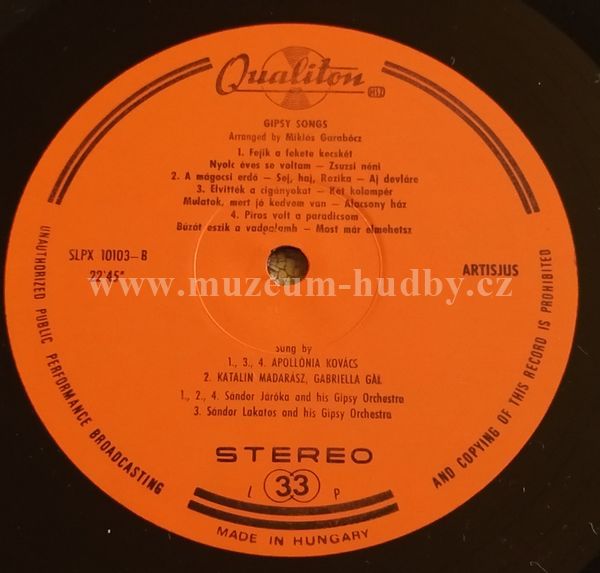 Qualiton
HSZ
GIPSY SONGS
Arranged by Miklós Garabócz
1. Fejik a fekete kecskét
Nyolc éves se voltam — Zsuzsi néni
2. A mágocsi erdő — Sej, haj, Rozika — Aj devláre
3. Elvitték a cigányokat — Két kolompér
Mulatok, mert jó kedvem van — Alacsony ház
4. Piros volt a paradicsom
Búzát eszik a vadgalamb — Most már elmehetsz
SLPX 10103-B
22'45"
ARTISJUS
www.muzeum-hudby.cz
Sung by
1., 3., 4. APOLLÓNIA KOVÁCS
2. KATALIN MADARÁSZ, GABRIELLA GÁL
1., 2., 4. Sándor Járóka and his Gipsy Orchestra
3. Sándor Lakatos and his Gipsy Orchestra
STEREO
L 33 P
MADE IN HUNGARY
UNAUTHORIZED PUBLIC PERFORMANCE BROADCASTING
AND COPYING OF THIS RECORD IS PROHIBITED